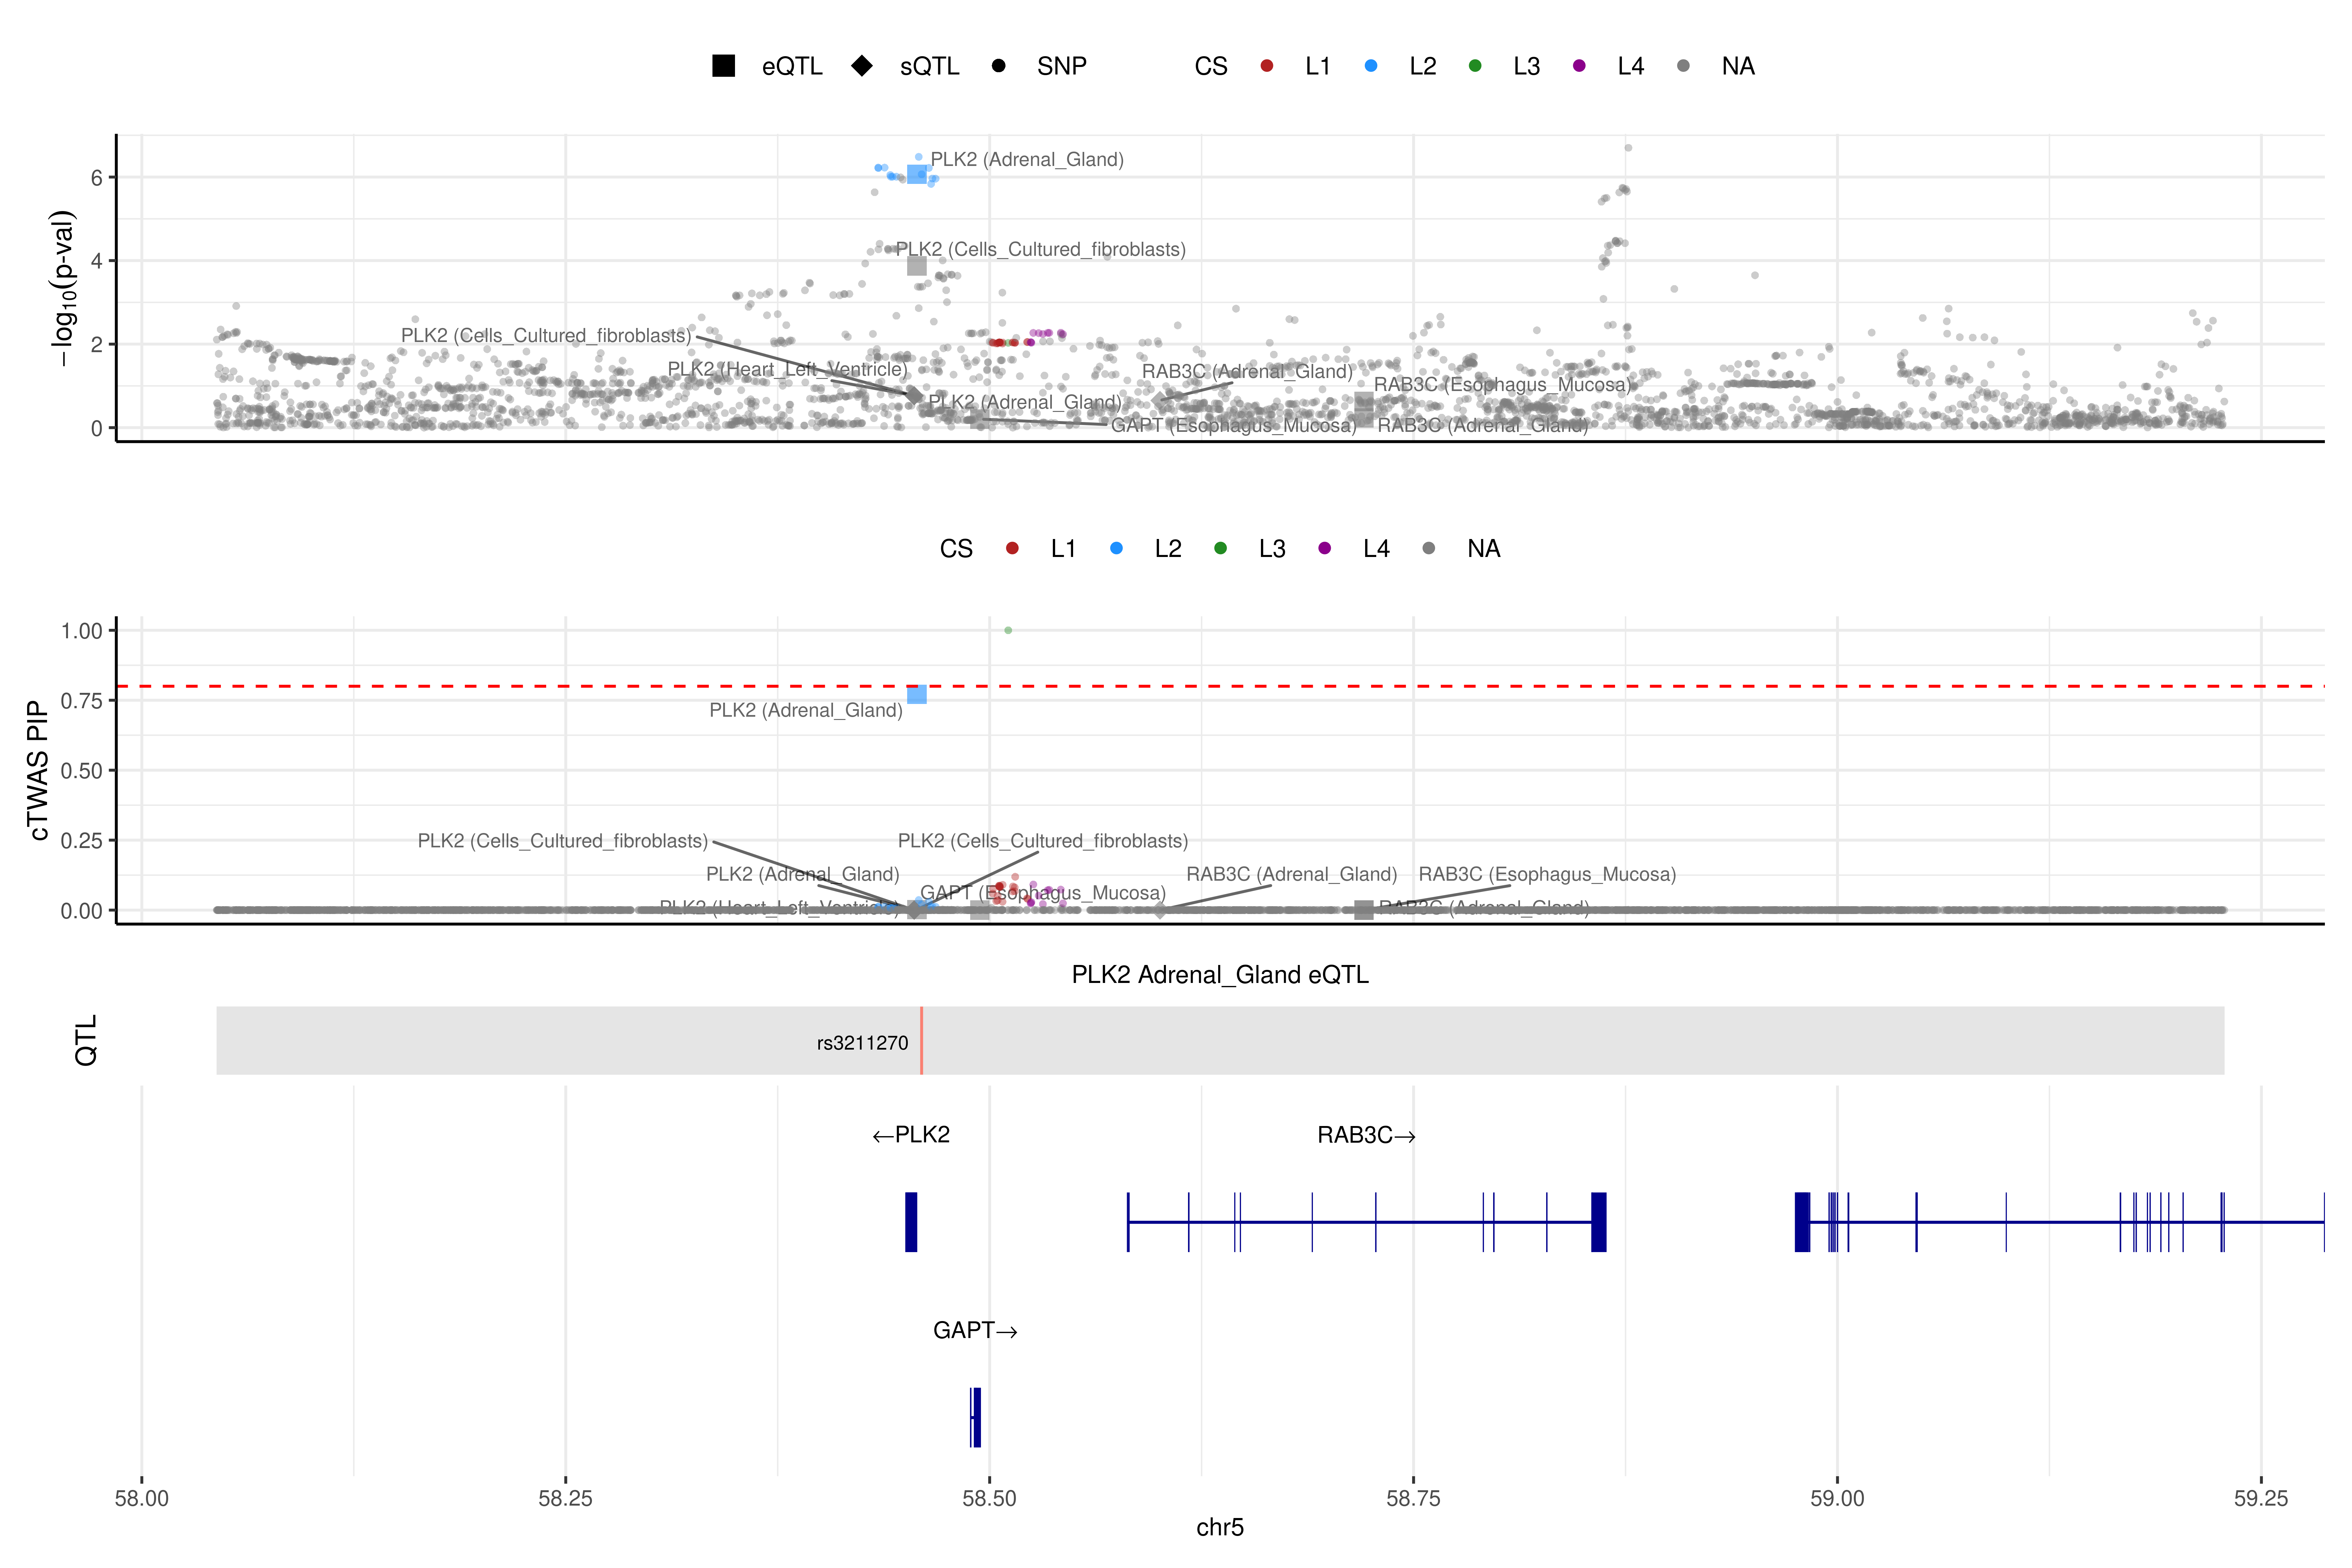 eQTL sQTL SNP CS L1 L2 L3 L4 NA
−log10(p-val)
6
4
2
0
PLK2 (Adrenal_Gland)
PLK2 (Cells_Cultured_fibroblasts)
PLK2 (Cells_Cultured_fibroblasts)
PLK2 (Heart_Left_Ventricle)
RAB3C (Adrenal_Gland)
RAB3C (Esophagus_Mucosa)
PLK2 (Adrenal_Gland)
GAPT (Esophagus_Mucosa)
RAB3C (Adrenal_Gland)
CS L1 L2 L3 L4 NA
cTWAS PIP
1.00
0.75
0.50
0.25
0.00
PLK2 (Adrenal_Gland)
PLK2 (Cells_Cultured_fibroblasts)
PLK2 (Cells_Cultured_fibroblasts)
PLK2 (Adrenal_Gland)
RAB3C (Adrenal_Gland)
RAB3C (Esophagus_Mucosa)
GAPT (Esophagus_Mucosa)
PLK2 (Heart_Left_Ventricle)
RAB3C (Adrenal_Gland)
PLK2 Adrenal_Gland eQTL
QTL
rs3211270
←PLK2
RAB3C→
GAPT→
58.00 58.25 58.50 58.75 59.00 59.25
chr5